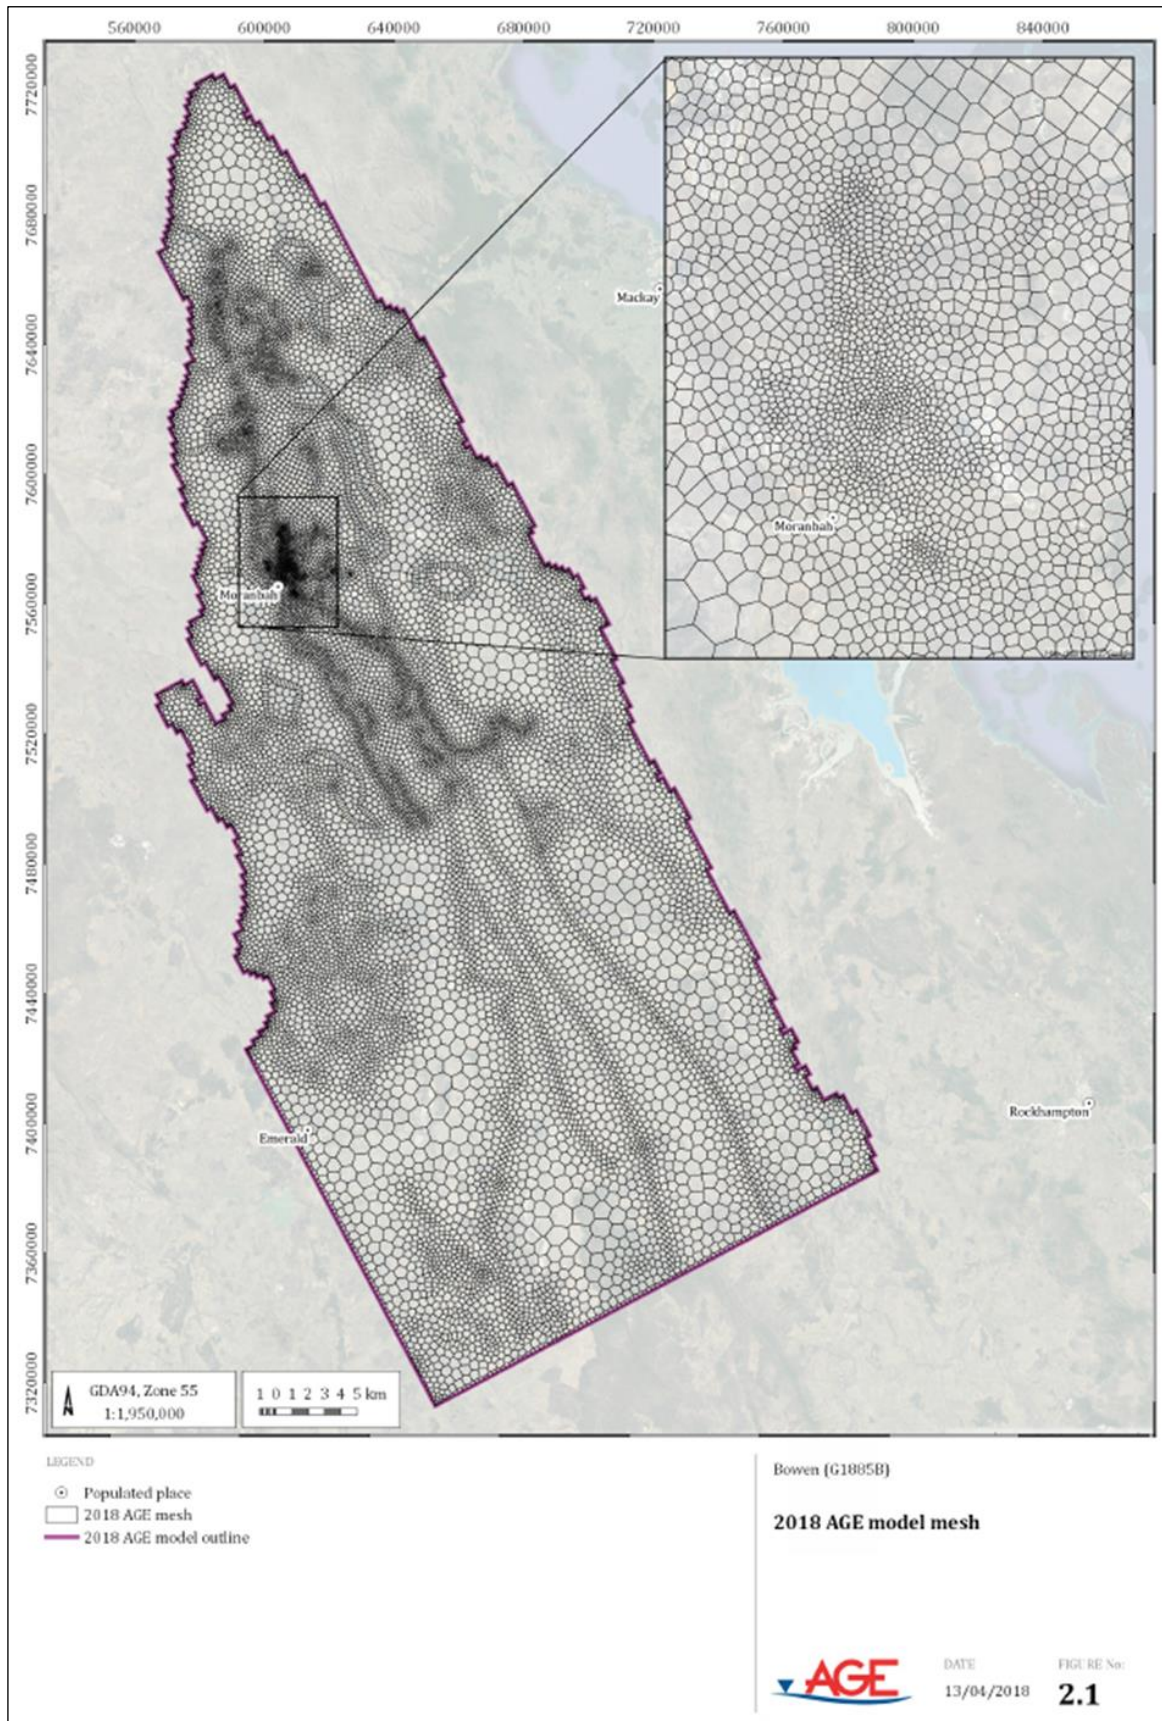 560000 600000 640000 680000 720000 760000 800000 840000
7720000
7680000
7640000
7600000
7560000
7520000
7480000
7440000
7400000
7360000
7320000
Mackay
Moranbah
Moranbah
Emerald
Rockhampton
GDA94, Zone 55
1:1,950,000
1 0 1 2 3 4 5 km
LEGEND
Populated place
2018 AGE mesh
2018 AGE model outline
Bowen (G1885B)
2018 AGE model mesh
AGE
DATE
13/04/2018
FIGURE No:
2.1